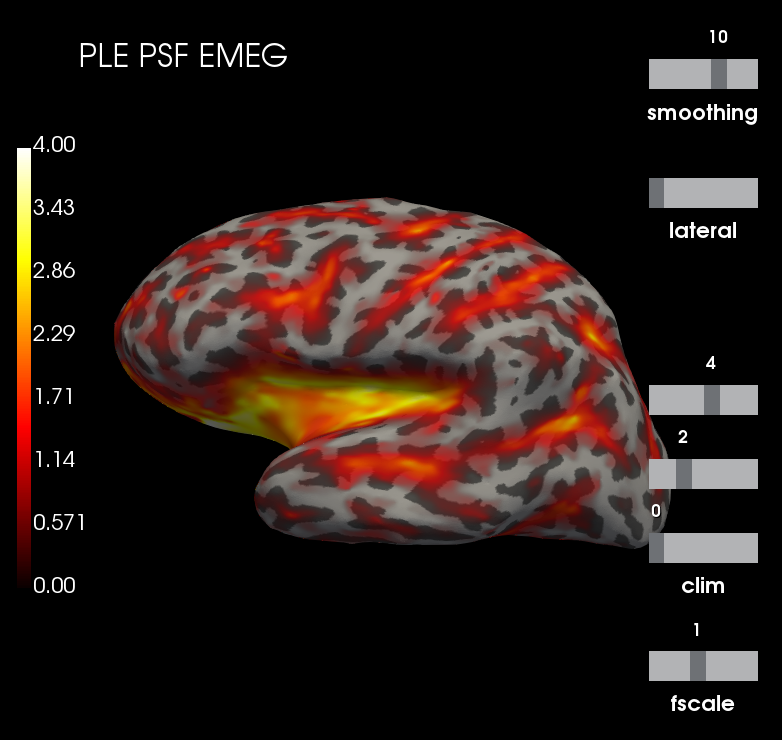 PLE PSF EMEG
10
smoothing
4.00
3.43
2.86
2.29
1.71
1.14
0.571
0.00
lateral
4
2
0
clim
1
fscale